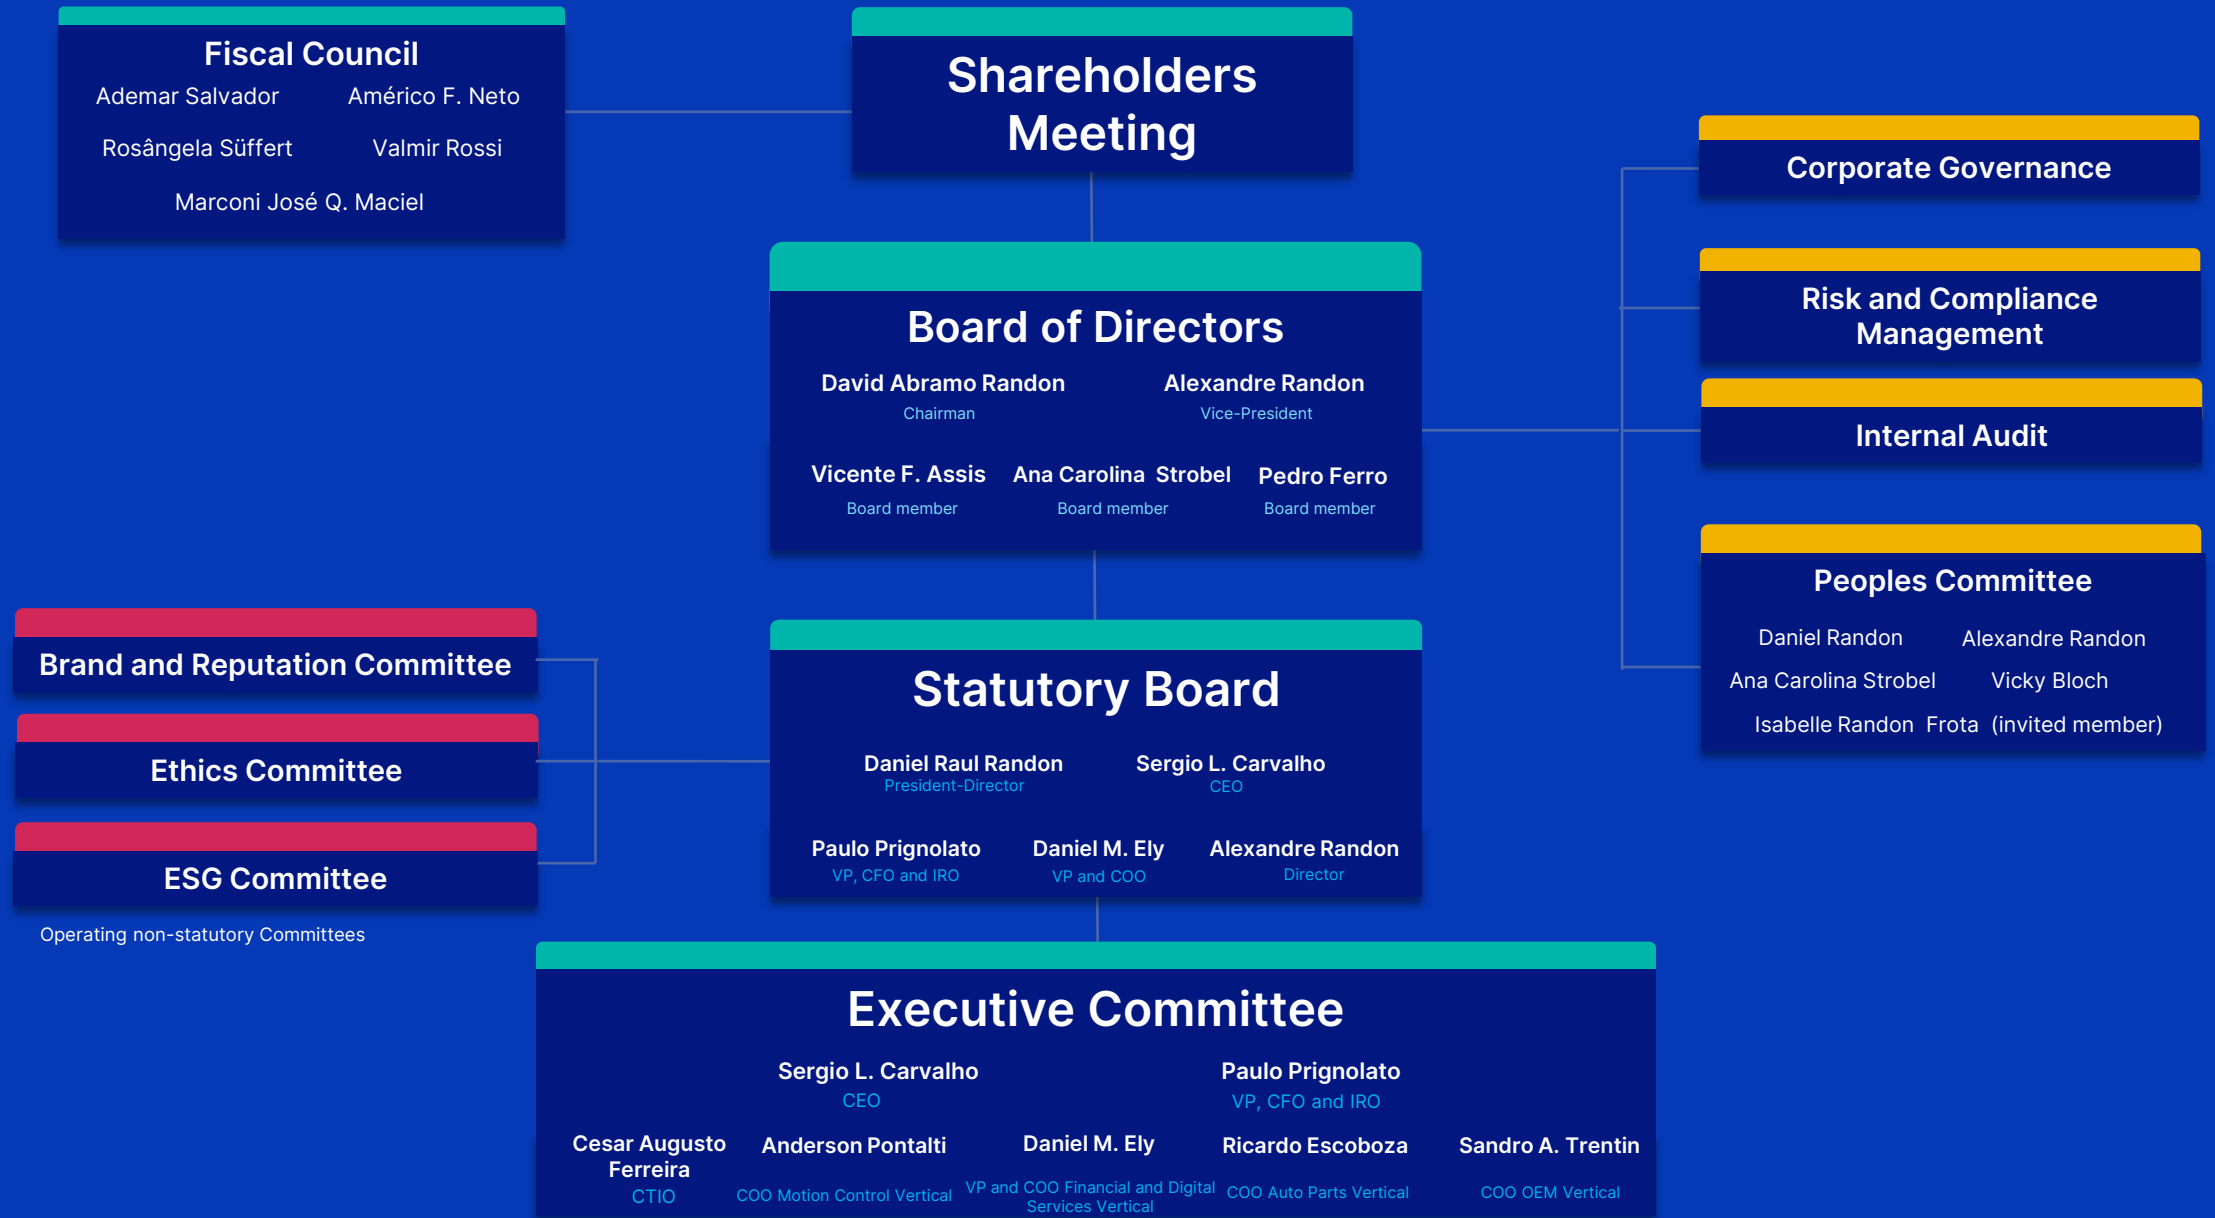 Fiscal Council
Ademar Salvador
Américo F. Neto
Rosângela Süffert
Valmir Rossi
Marconi José Q. Maciel
Shareholders
Meeting
Corporate Governance
Risk and Compliance
Management
Internal Audit
Peoples Committee
Daniel Randon
Alexandre Randon
Ana Carolina Strobel
Vicky Bloch
Isabelle Randon Frota (invited member)
Board of Directors
David Abramo Randon
Alexandre Randon
Chairman
Vice-President
Vicente F. Assis
Ana Carolina Strobel
Pedro Ferro
Board member
Board member
Board member
Brand and Reputation Committee
Ethics Committee
ESG Committee
Operating non-statutory Committees
Statutory Board
Daniel Raul Randon
Sergio L. Carvalho
President-Director
CEO
Paulo Prignolato
Daniel M. Ely
Alexandre Randon
VP, CFO and IRO
VP and COO
Director
Executive Committee
Sergio L. Carvalho
Paulo Prignolato
CEO
VP, CFO and IRO
Cesar Augusto
Ferreira
CTIO
Anderson Pontalti
COO Motion Control Vertical
Daniel M. Ely
VP and COO Financial and Digital
Services Vertical
Ricardo Escoboza
COO Auto Parts Vertical
Sandro A. Trentin
COO OEM Vertical